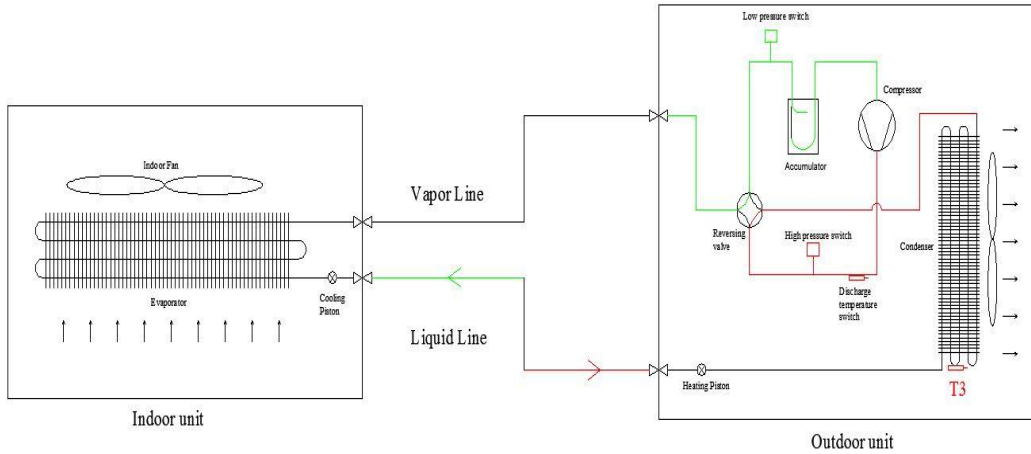 Low pressure switch
Compressor
Accumulator
Indoor Fan
Vapor Line
Reversing
valve
High pressure switch
Condenser
Discharge
temperature
switch
Evaporator
Cooling
Piston
Liquid Line
Heating Piston
T3
Indoor unit
Outdoor unit